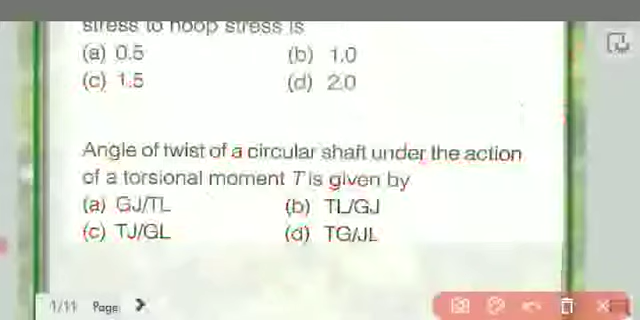 stress to hoop stress is
(a) 0.5 (b) 1.0
(c) 1.5 (d) 2.0
Angle of twist of a circular shaft under the action
of a torsional moment T is given by
(a) GJ/TL (b) TL/GJ
(c) TJ/GL (d) TG/JL
1/11 Page